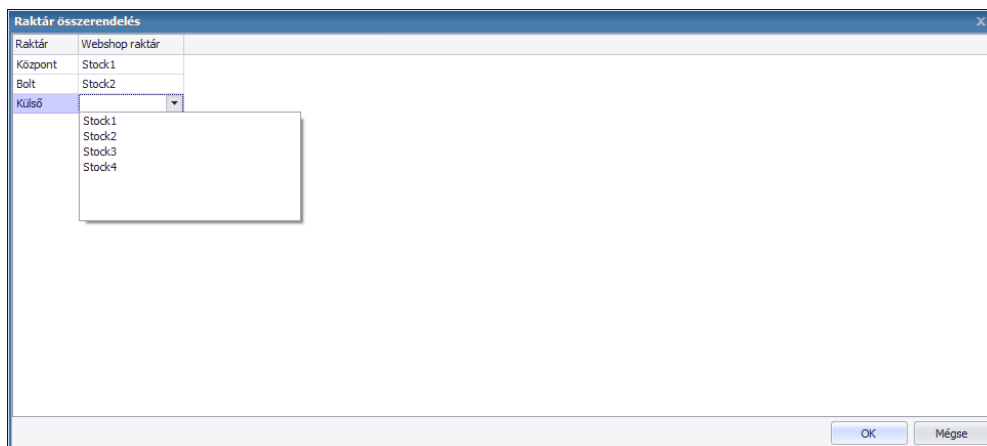 Raktár összerendelés x
Raktár Webshop raktár
Központ Stock1
Bolt Stock2
Külső
Stock1
Stock2
Stock3
Stock4
OK Mégse